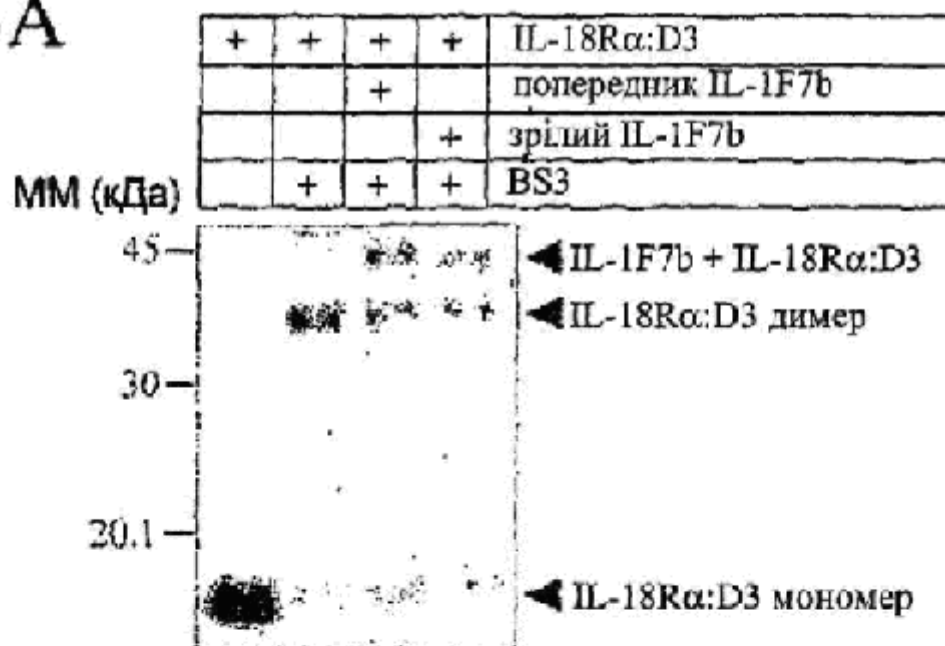 A
+ + + + IL-18Rα:D3
+ попередник IL-1F7b
+ зрілий IL-1F7b
+ + + BS3
ММ (кДа)
45
IL-1F7b + IL-18Rα:D3
IL-18Rα:D3 димер
30
20.1
IL-18Rα:D3 мономер